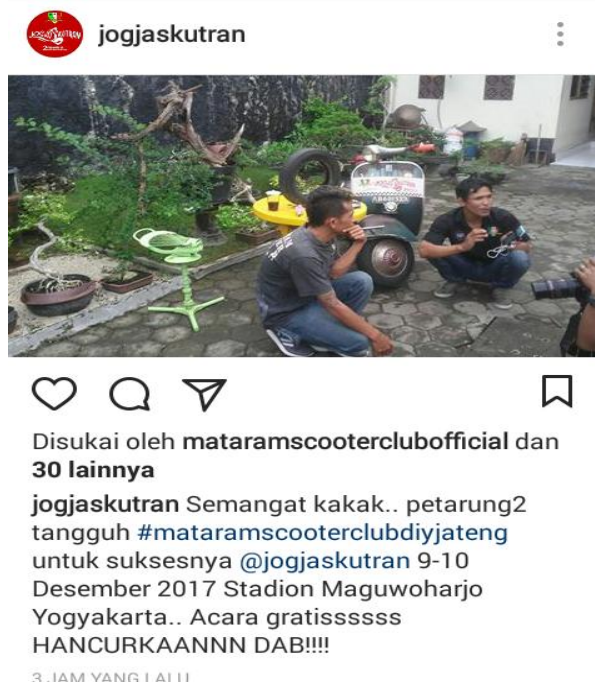 jogjaskutran
Disukai oleh mataramscooterclubofficial dan
30 lainnya
jogjaskutran Semangat kakak.. petarung2
tangguh #mataramscooterclubdiyjateng
untuk suksesnya @jogjaskutran 9-10
Desember 2017 Stadion Maguwoharjo
Yogyakarta.. Acara gratissssss
HANCURKAANNN DAB!!!!
3 JAM YANG LALU